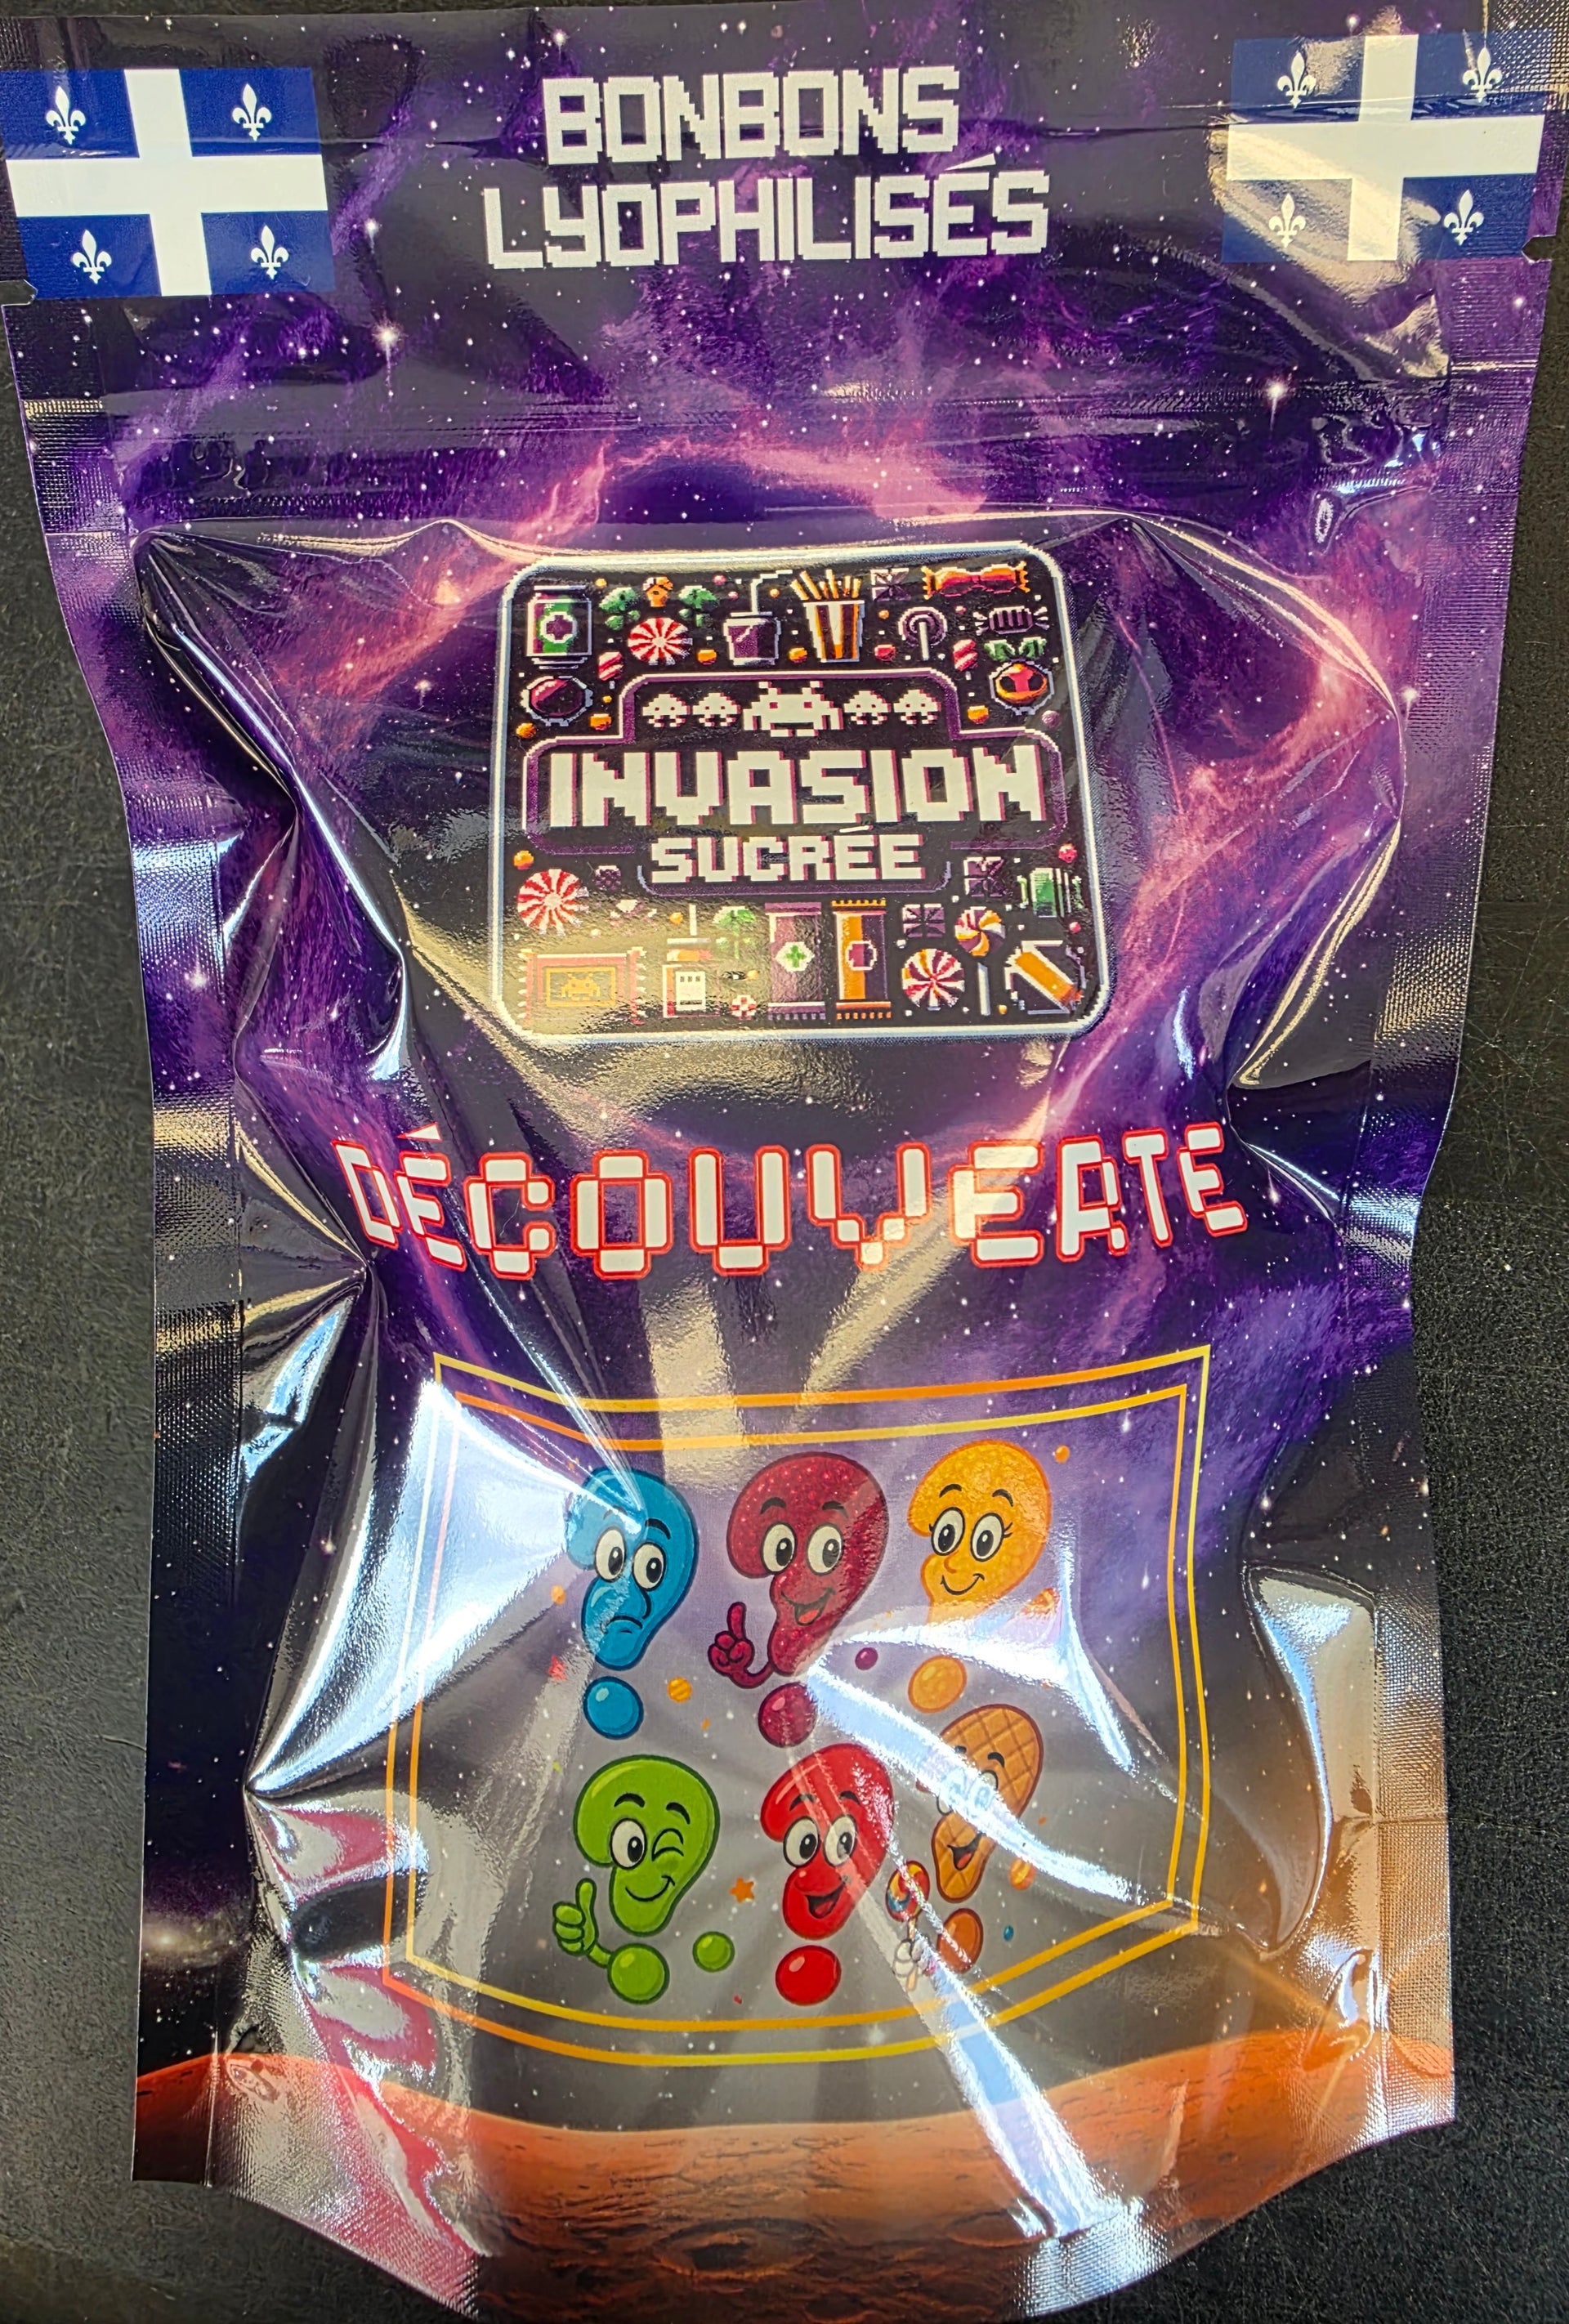 BONBONS
LYOPHILISÉS
INVASION
SUCRÉE
DÉCOUVERTE